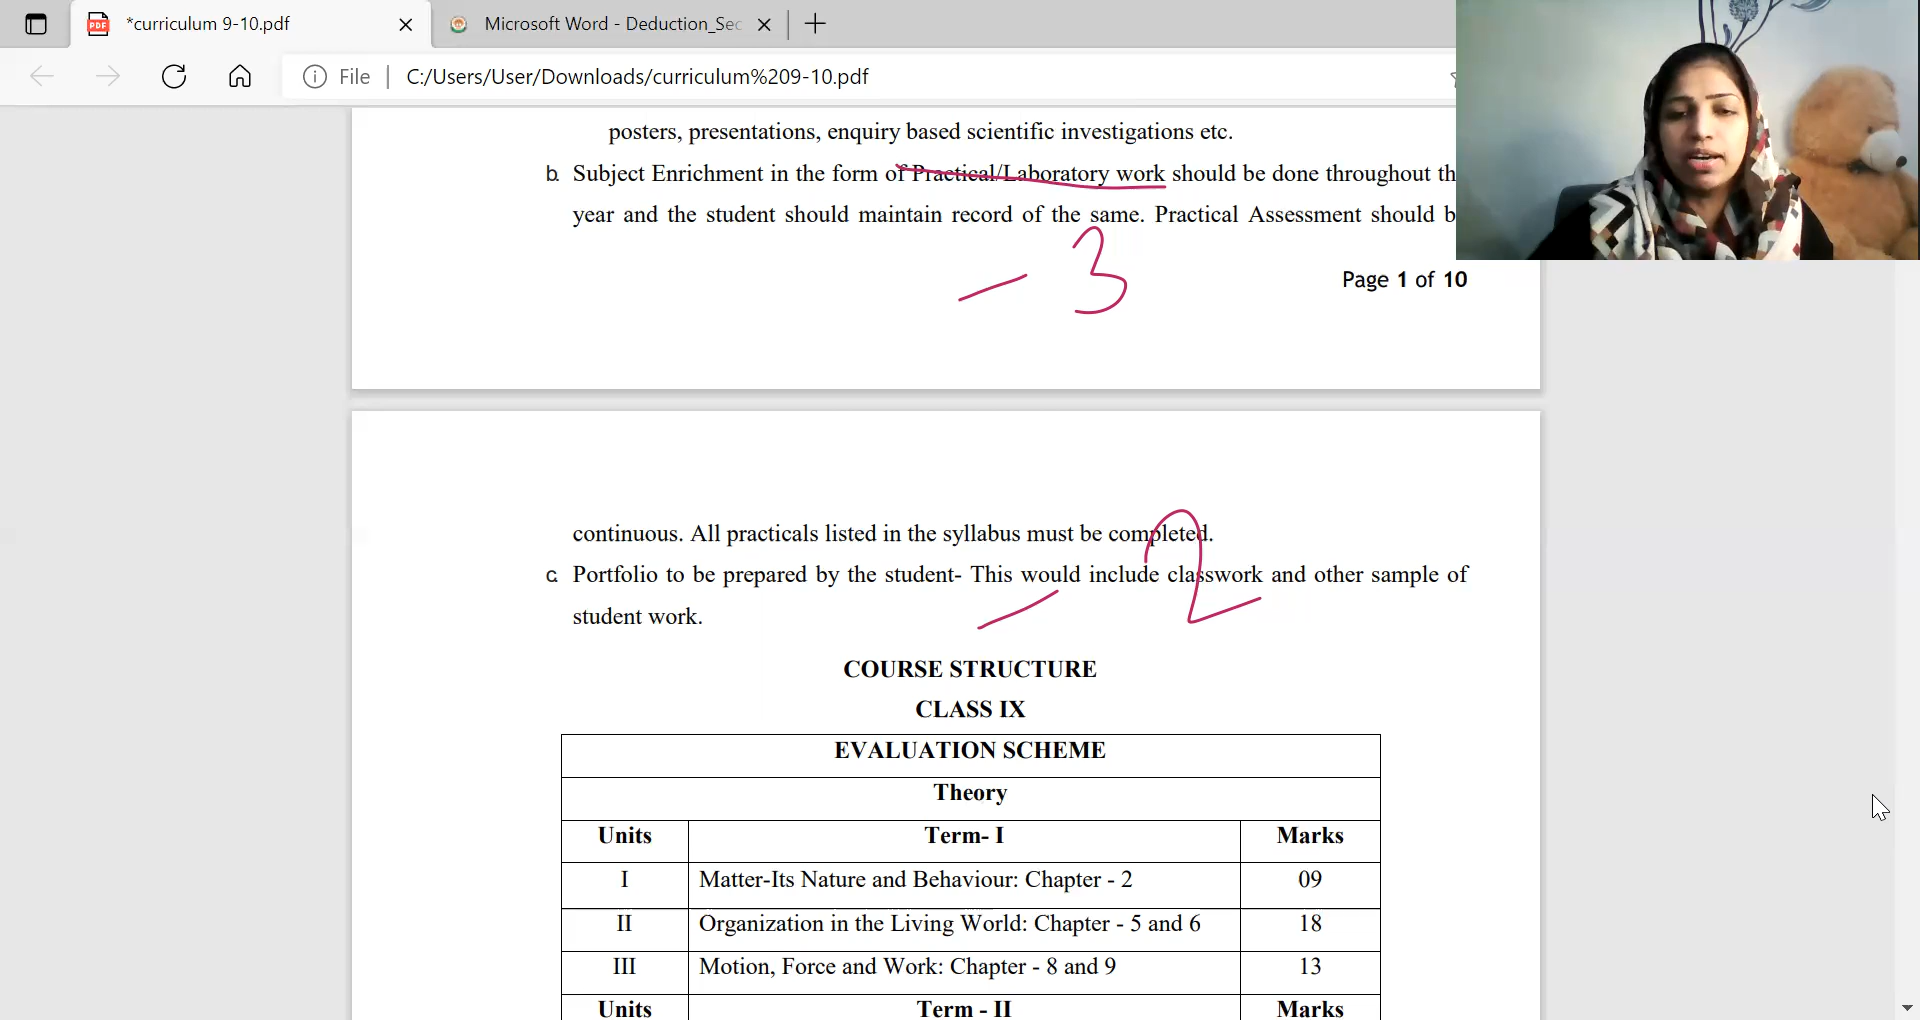 *curriculum 9-10.pdf
Microsoft Word - Deduction_Sec
File
C:/Users/User/Downloads/curriculum%209-10.pdf
posters, presentations, enquiry based scientific investigations etc.
b. Subject Enrichment in the form of Practical/Laboratory work should be done throughout th
year and the student should maintain record of the same. Practical Assessment should b
- 3
Page 1 of 10
continuous. All practicals listed in the syllabus must be completed.
c. Portfolio to be prepared by the student- This would include classwork and other sample of
student work.
- 2
COURSE STRUCTURE
CLASS IX
EVALUATION SCHEME
Theory
Units Term- I Marks
I Matter-Its Nature and Behaviour: Chapter - 2 09
II Organization in the Living World: Chapter - 5 and 6 18
III Motion, Force and Work: Chapter - 8 and 9 13
Units Term - II Marks